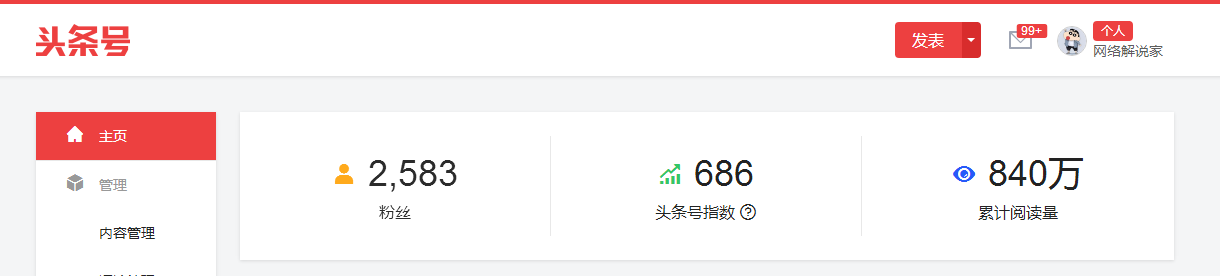 头条号
发表
99+
个人
网络解说家
主页
管理
内容管理
2,583
粉丝
686
头条号指数
840万
累计阅读量